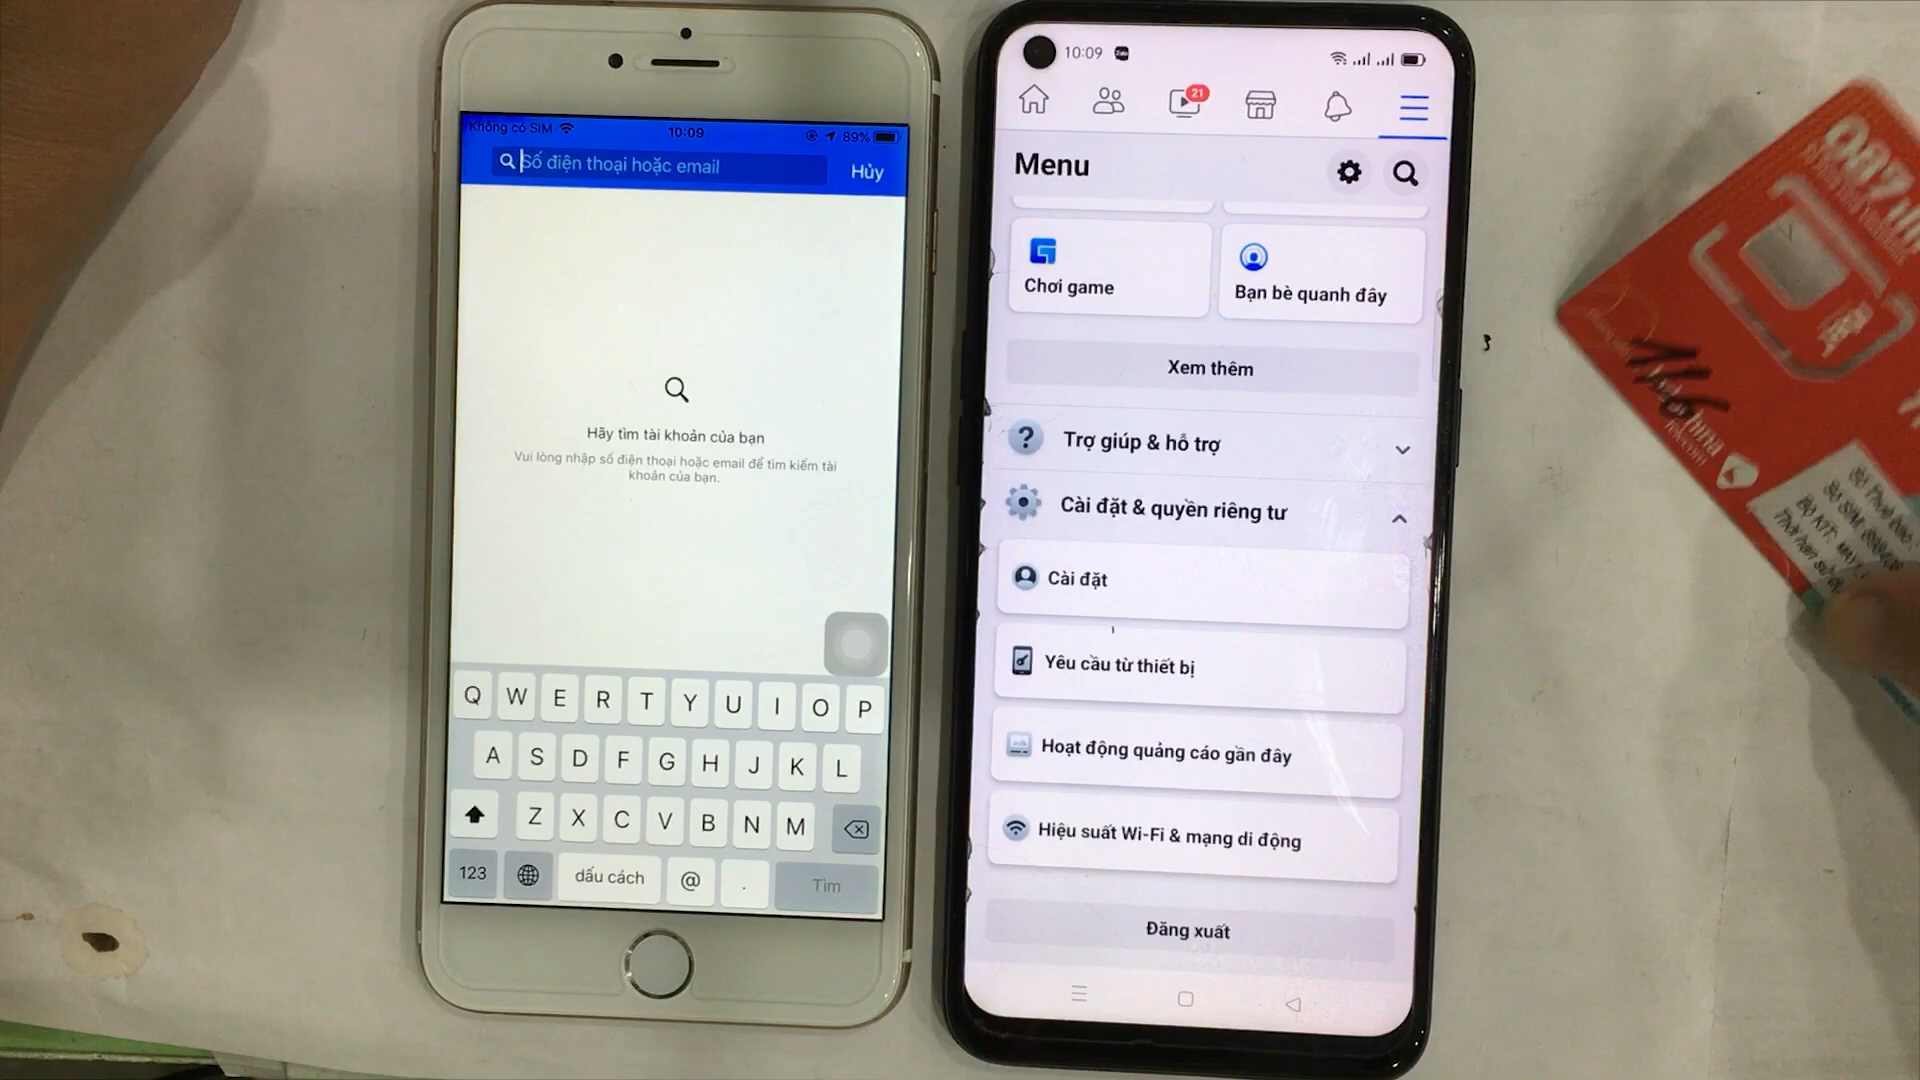 Không có SIM
10:09
89%
Số điện thoại hoặc email
Hủy
Hãy tìm tài khoản của bạn
Vui lòng nhập số điện thoại hoặc email để tìm kiếm tài
khoản của bạn.
Q W E R T Y U I O P
A S D F G H J K L
Z X C V B N M
123
dấu cách
@
.
Tìm
10:09
21
Menu
Chơi game
Bạn bè quanh đây
Xem thêm
Trợ giúp & hỗ trợ
Cài đặt & quyền riêng tư
Cài đặt
Yêu cầu từ thiết bị
Hoạt động quảng cáo gần đây
Hiệu suất Wi-Fi & mạng di động
Đăng xuất